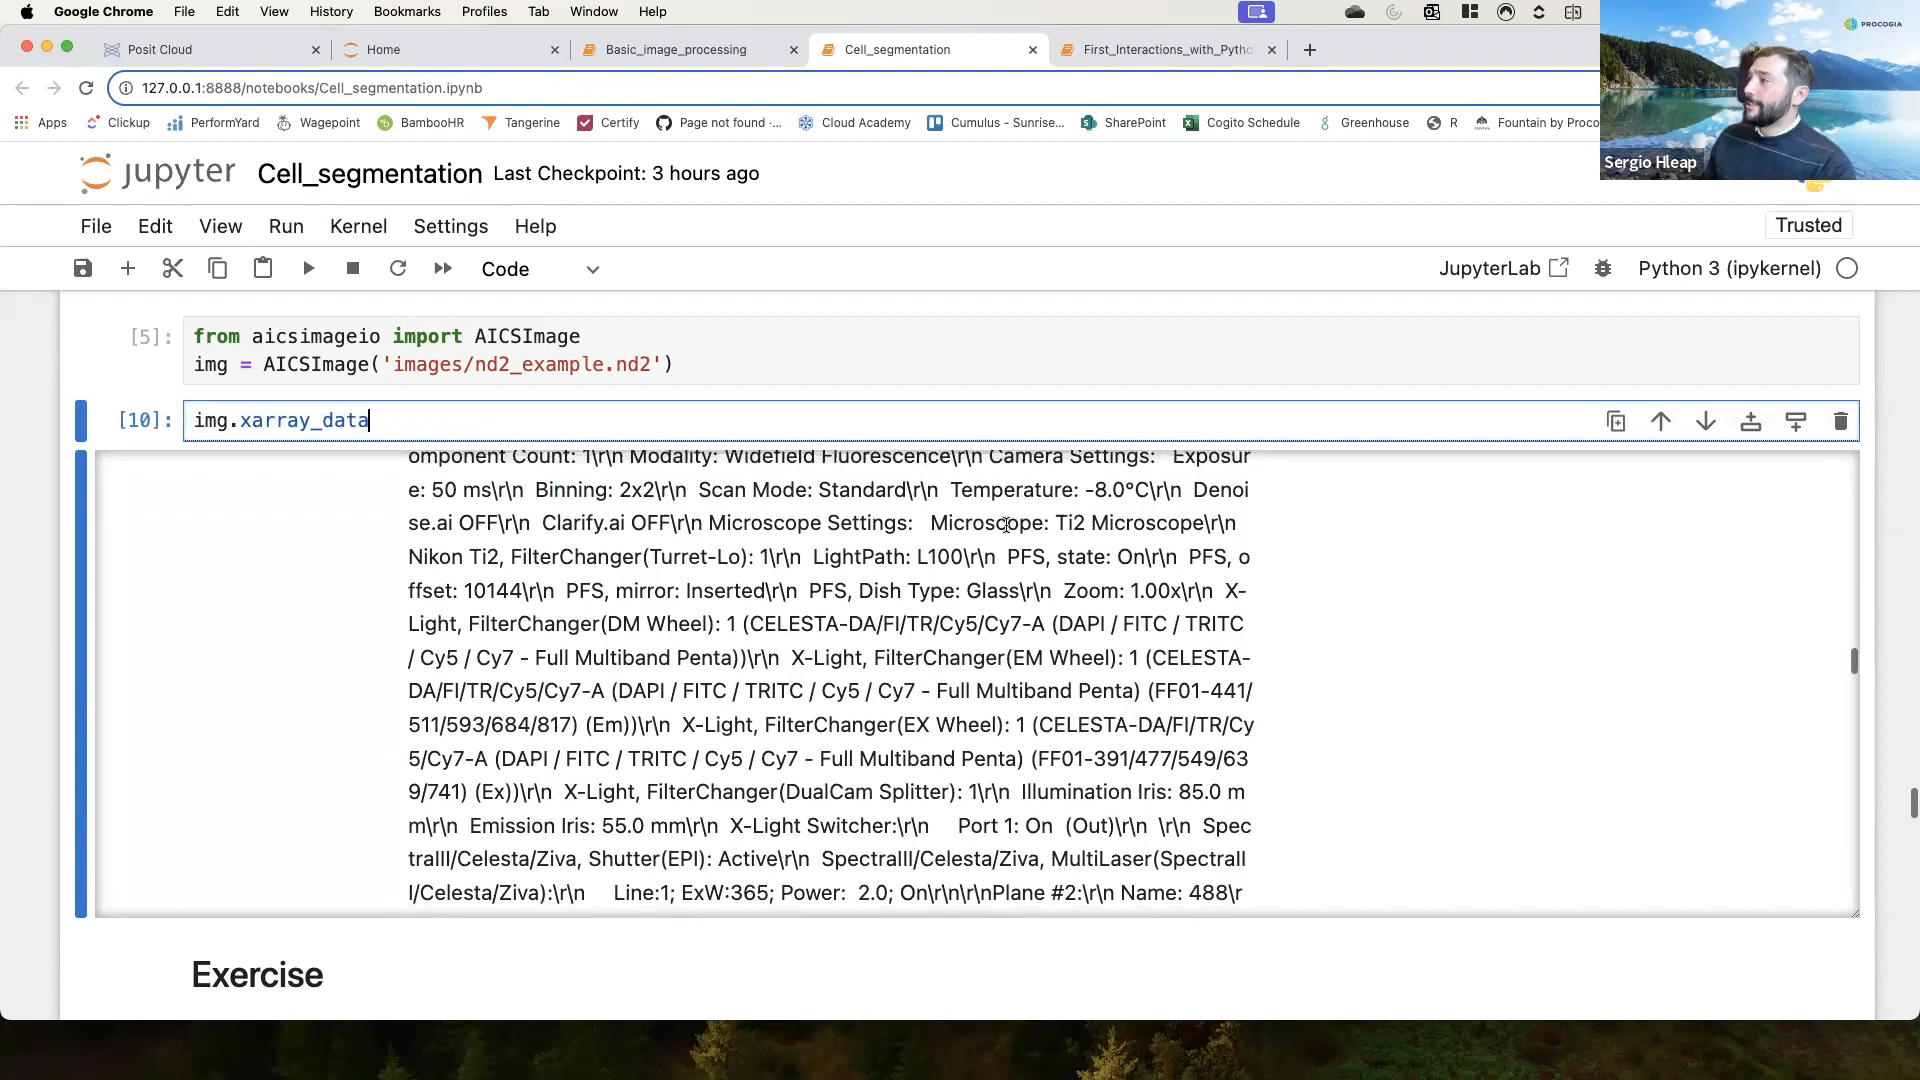 Google Chrome File Edit View History Bookmarks Profiles Tab Window Help
PROCOGIA
Posit Cloud Home Basic_image_processing Cell_segmentation First_Interactions_with_Pytho
127.0.0.1:8888/notebooks/Cell_segmentation.ipynb
Apps Clickup PerformYard Wagepoint BambooHR Tangerine Certify Page not found ·... Cloud Academy Cumulus - Sunrise... SharePoint Cogito Schedule Greenhouse R Fountain by Proco
Sergio Hleap
jupyter Cell_segmentation Last Checkpoint: 3 hours ago
File Edit View Run Kernel Settings Help Trusted
Code JupyterLab Python 3 (ipykernel)
[5]: from aicsimageio import AICSImage
img = AICSImage('images/nd2_example.nd2')
[10]: img.xarray_data
omponent Count: 1\r\n Modality: Widefield Fluorescence\r\n Camera Settings: Exposur
e: 50 ms\r\n Binning: 2x2\r\n Scan Mode: Standard\r\n Temperature: -8.0°C\r\n Denoi
se.ai OFF\r\n Clarify.ai OFF\r\n Microscope Settings: Microscope: Ti2 Microscope\r\n
Nikon Ti2, FilterChanger(Turret-Lo): 1\r\n LightPath: L100\r\n PFS, state: On\r\n PFS, o
ffset: 10144\r\n PFS, mirror: Inserted\r\n PFS, Dish Type: Glass\r\n Zoom: 1.00x\r\n X-
Light, FilterChanger(DM Wheel): 1 (CELESTA-DA/FI/TR/Cy5/Cy7-A (DAPI / FITC / TRITC
/ Cy5 / Cy7 - Full Multiband Penta))\r\n X-Light, FilterChanger(EM Wheel): 1 (CELESTA-
DA/FI/TR/Cy5/Cy7-A (DAPI / FITC / TRITC / Cy5 / Cy7 - Full Multiband Penta) (FF01-441/
511/593/684/817) (Em))\r\n X-Light, FilterChanger(EX Wheel): 1 (CELESTA-DA/FI/TR/Cy
5/Cy7-A (DAPI / FITC / TRITC / Cy5 / Cy7 - Full Multiband Penta) (FF01-391/477/549/63
9/741) (Ex))\r\n X-Light, FilterChanger(DualCam Splitter): 1\r\n Illumination Iris: 85.0 m
m\r\n Emission Iris: 55.0 mm\r\n X-Light Switcher:\r\n Port 1: On (Out)\r\n \r\n Spec
traIII/Celesta/Ziva, Shutter(EPI): Active\r\n SpectraIII/Celesta/Ziva, MultiLaser(SpectraII
I/Celesta/Ziva):\r\n Line:1; ExW:365; Power: 2.0; On\r\n\r\nPlane #2:\r\n Name: 488\r
Exercise